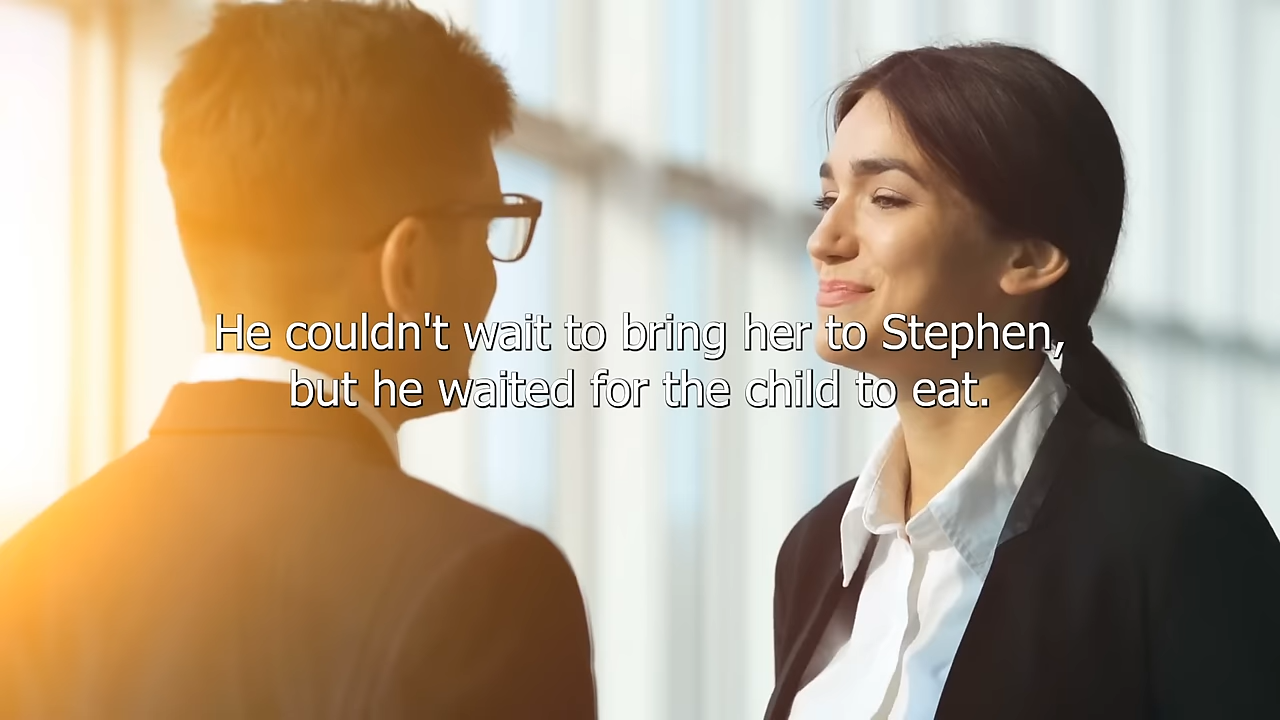 He couldn't wait to bring her to Stephen,
but he waited for the child to eat.